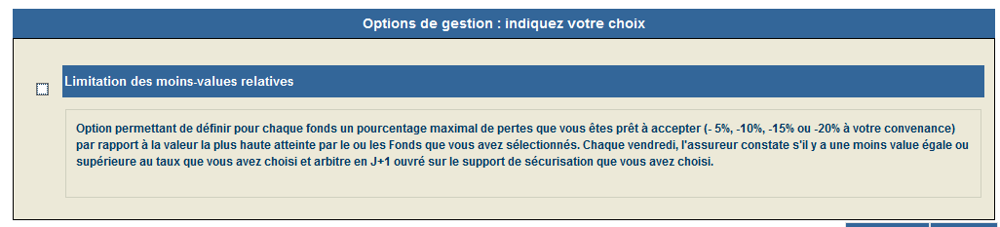 Options de gestion : indiquez votre choix
Limitation des moins-values relatives
Option permettant de définir pour chaque fonds un pourcentage maximal de pertes que vous êtes prêt à accepter (- 5%, -10%, -15% ou -20% à votre convenance)
par rapport à la valeur la plus haute atteinte par le ou les Fonds que vous avez sélectionnés. Chaque vendredi, l'assureur constate s'il y a une moins value égale ou
supérieure au taux que vous avez choisi et arbitre en J+1 ouvré sur le support de sécurisation que vous avez choisi.